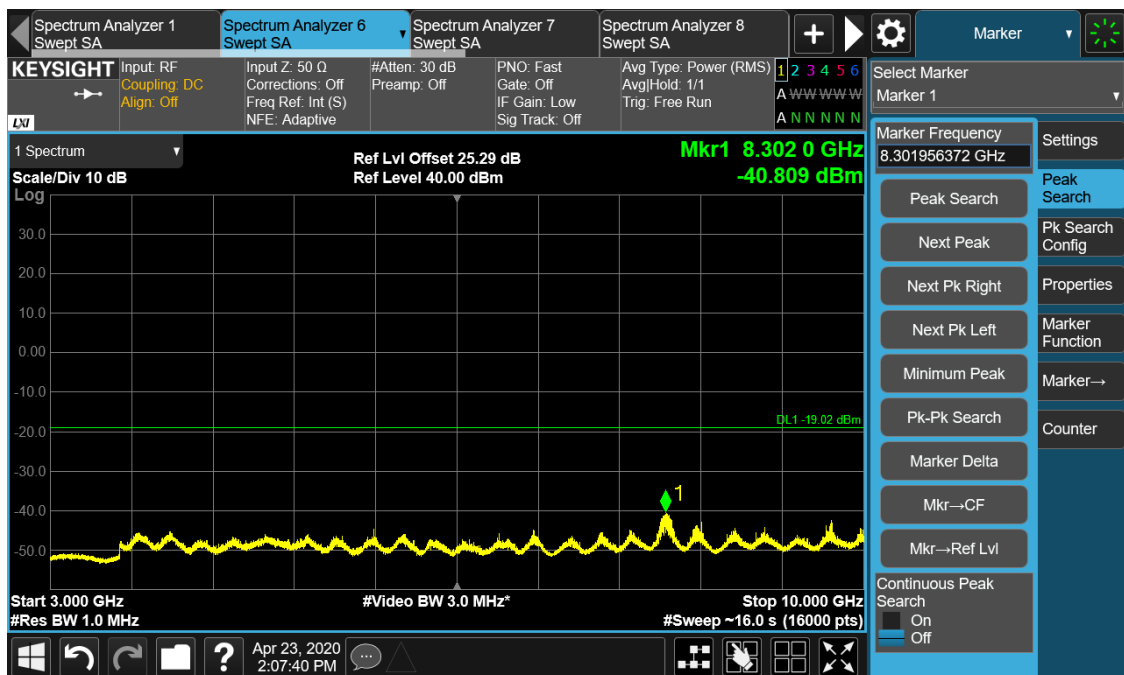 Spectrum Analyzer 1
Swept SA
Spectrum Analyzer 6
Swept SA
Spectrum Analyzer 7
Swept SA
Spectrum Analyzer 8
Swept SA
+
Marker
KEYSIGHT
LXI
Input: RF
Coupling: DC
Align: Off
Input Z: 50 Ω
Corrections: Off
Freq Ref: Int (S)
NFE: Adaptive
#Atten: 30 dB
Preamp: Off
PNO: Fast
Gate: Off
IF Gain: Low
Sig Track: Off
Avg Type: Power (RMS)
Avg|Hold: 1/1
Trig: Free Run
1 2 3 4 5 6
A W W W W W
A N N N N N
Select Marker
Marker 1
1 Spectrum
Scale/Div 10 dB
Log
Ref Lvl Offset 25.29 dB
Ref Level 40.00 dBm
Mkr1 8.302 0 GHz
-40.809 dBm
30.0
20.0
10.0
0.00
-10.0
-20.0
-30.0
-40.0
-50.0
DL1 -19.02 dBm
1
Start 3.000 GHz
#Res BW 1.0 MHz
#Video BW 3.0 MHz*
Stop 10.000 GHz
#Sweep ~16.0 s (16000 pts)
Marker Frequency
8.301956372 GHz
Peak Search
Next Peak
Next Pk Right
Next Pk Left
Minimum Peak
Pk-Pk Search
Marker Delta
Mkr→CF
Mkr→Ref Lvl
Continuous Peak
Search
On
Off
Settings
Peak
Search
Pk Search
Config
Properties
Marker
Function
Marker→
Counter
?
Apr 23, 2020
2:07:40 PM